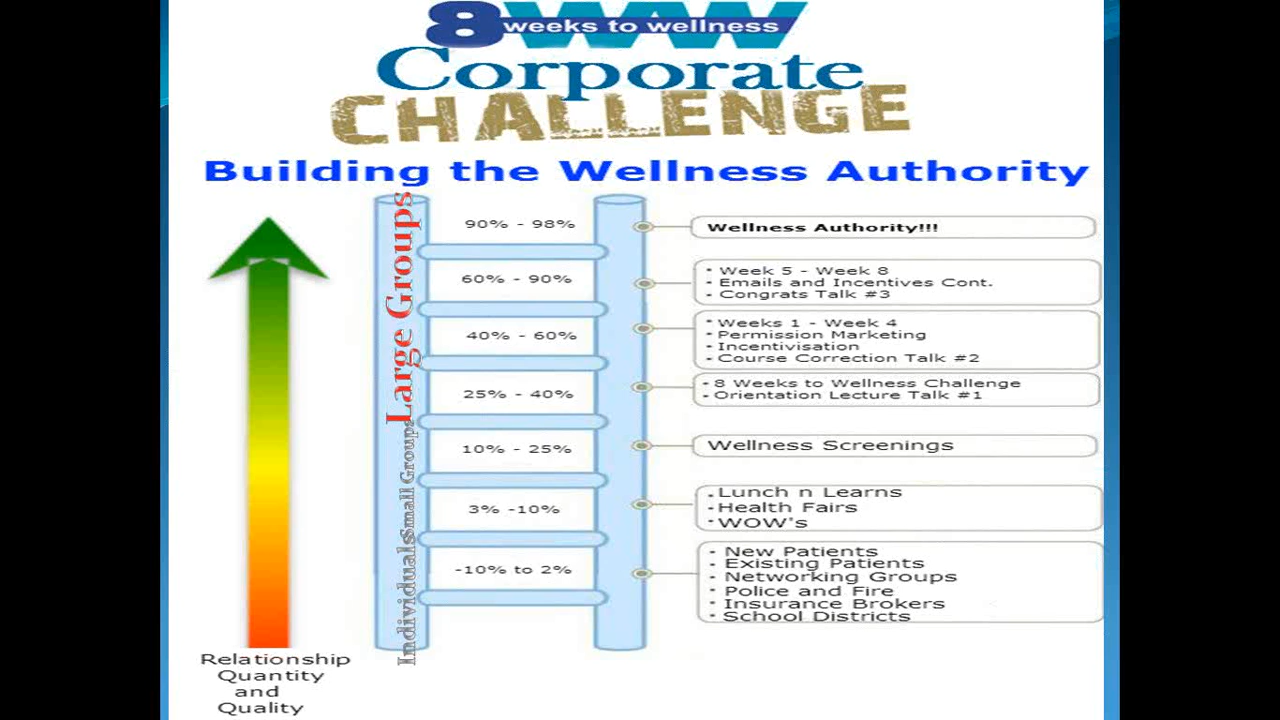 8WW
weeks to wellness
Corporate
CHALLENGE
Building the Wellness Authority
90% - 98%
Wellness Authority!!!
60% - 90%
· Week 5 - Week 8
- Emails and Incentives Cont.
- Congrats Talk #3
40% - 60%
· Weeks 1 - Week 4
· Permission Marketing
- Incentivisation
- Course Correction Talk #2
25% - 40%
- 8 Weeks to Wellness Challenge
- Orientation Lecture Talk #1
10% - 25%
Wellness Screenings
3% -10%
. Lunch n Learns
- Health Fairs
· WOW's
-10% to 2%
· New Patients
- Existing Patients
· Networking Groups
· Police and Fire
· Insurance Brokers
· School Districts
Large Groups
Small Groups
Individuals
Relationship
Quantity
and
Quality